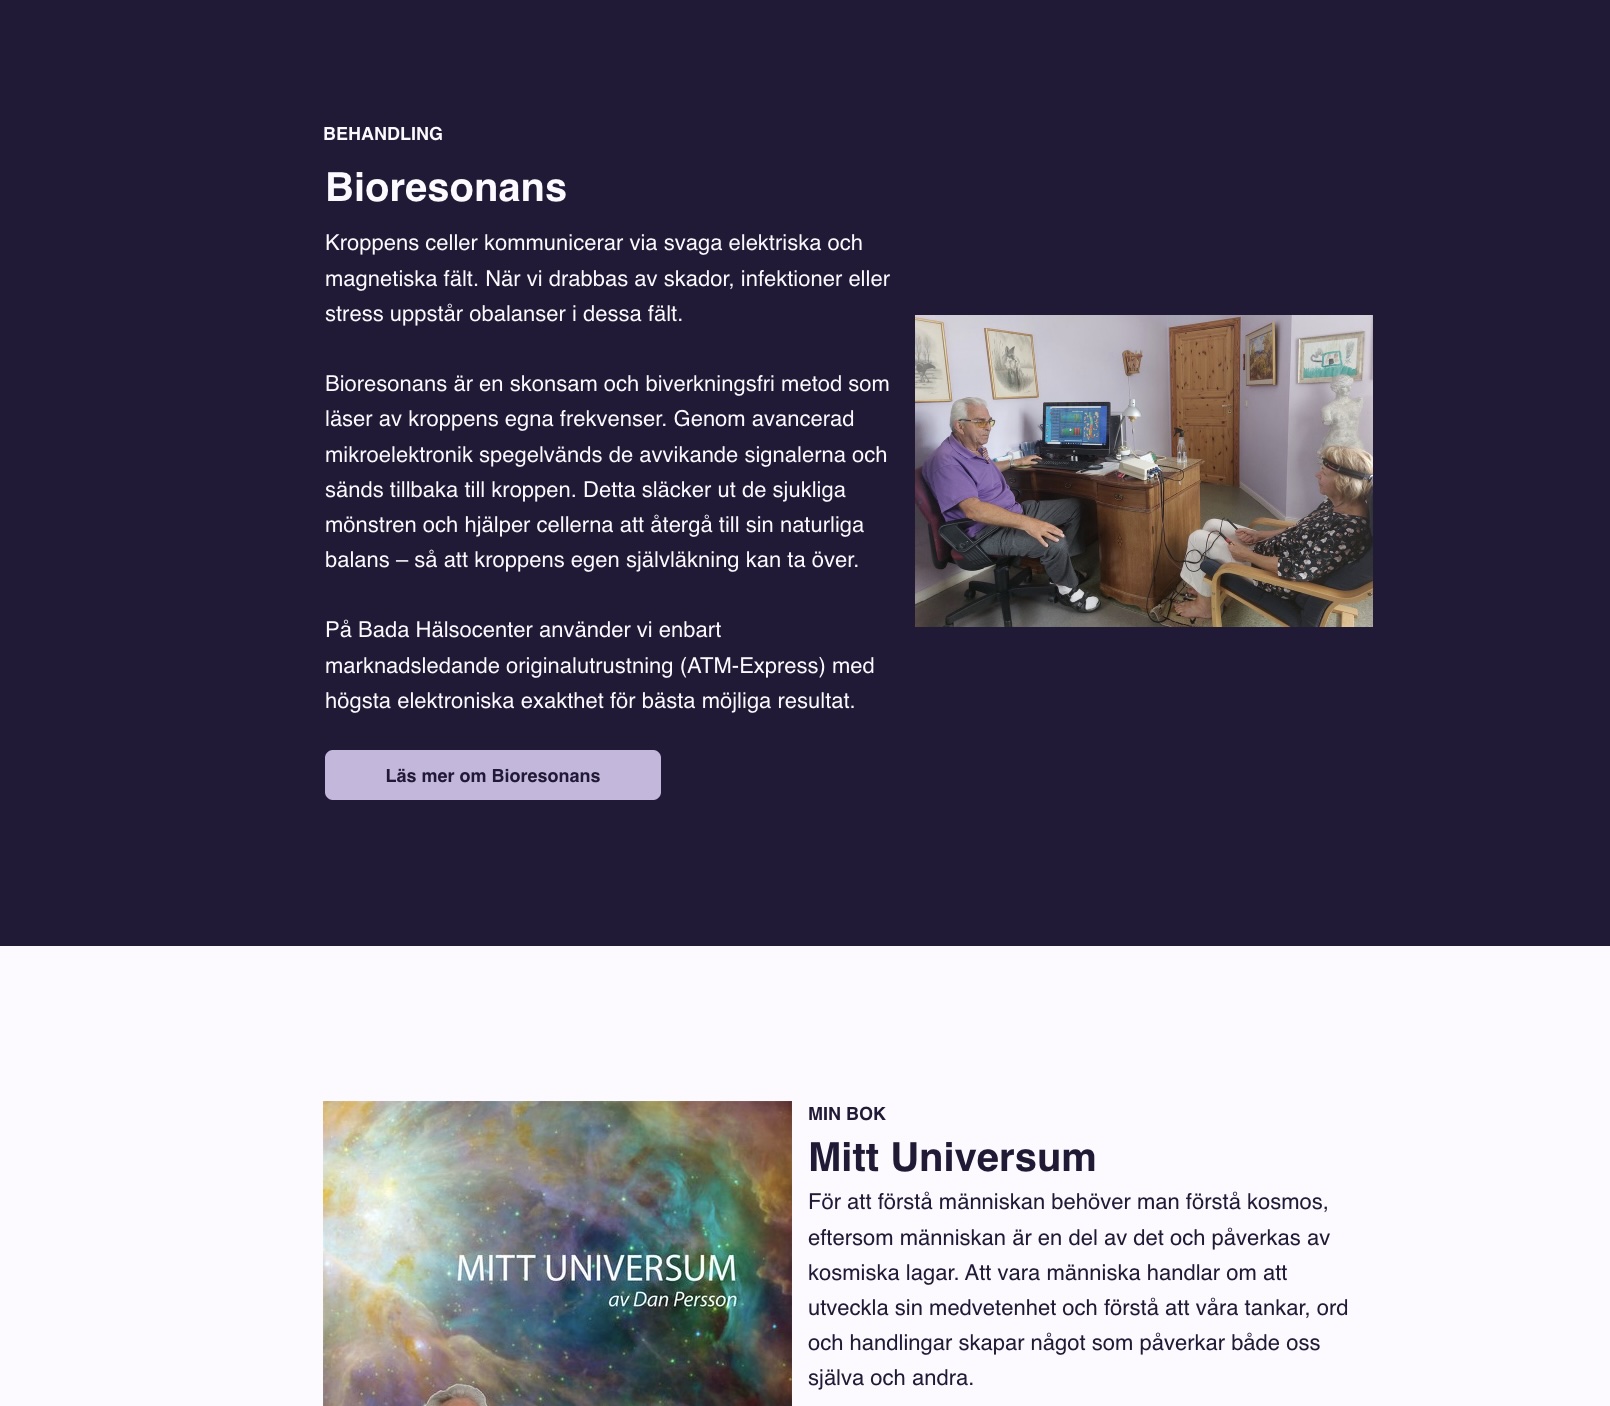 BEHANDLING
Bioresonans
Kroppens celler kommunicerar via svaga elektriska och
magnetiska fält. När vi drabbas av skador, infektioner eller
stress uppstår obalanser i dessa fält.
Bioresonans är en skonsam och biverkningsfri metod som
läser av kroppens egna frekvenser. Genom avancerad
mikroelektronik spegelvänds de avvikande signalerna och
sänds tillbaka till kroppen. Detta släcker ut de sjukliga
mönstren och hjälper cellerna att återgå till sin naturliga
balans – så att kroppens egen självläkning kan ta över.
På Bada Hälsocenter använder vi enbart
marknadsledande originalutrustning (ATM-Express) med
högsta elektroniska exakthet för bästa möjliga resultat.
Läs mer om Bioresonans
MITT UNIVERSUM
av Dan Persson
MIN BOK
Mitt Universum
För att förstå människan behöver man förstå kosmos,
eftersom människan är en del av det och påverkas av
kosmiska lagar. Att vara människa handlar om att
utveckla sin medvetenhet och förstå att våra tankar, ord
och handlingar skapar något som påverkar både oss
själva och andra.